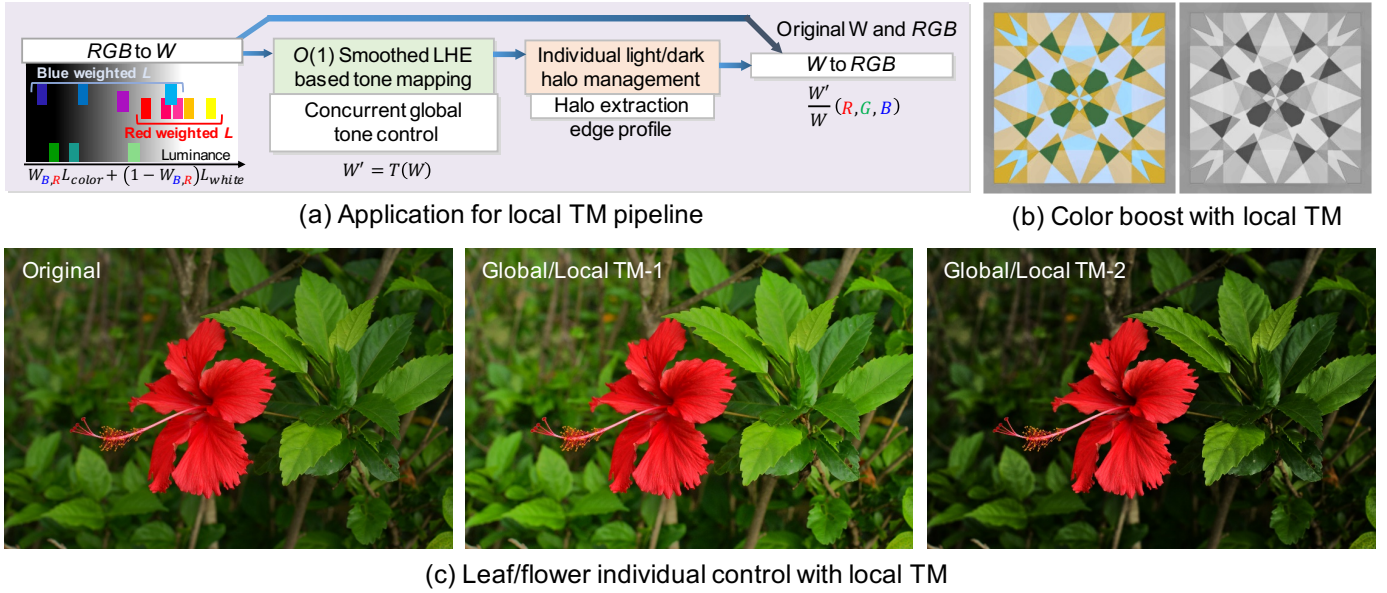 RGB to W
Blue weighted L
Red weighted L
Luminance
W_{B,R}L_{color} + (1 − W_{B,R})L_{white}
O(1) Smoothed LHE
based tone mapping
Concurrent global
tone control
W′ = T(W)
Individual light/dark
halo management
Halo extraction
edge profile
Original W and RGB
W to RGB
W′/W (R,G,B)
(a) Application for local TM pipeline
(b) Color boost with local TM
Original
Global/Local TM-1
Global/Local TM-2
(c) Leaf/flower individual control with local TM